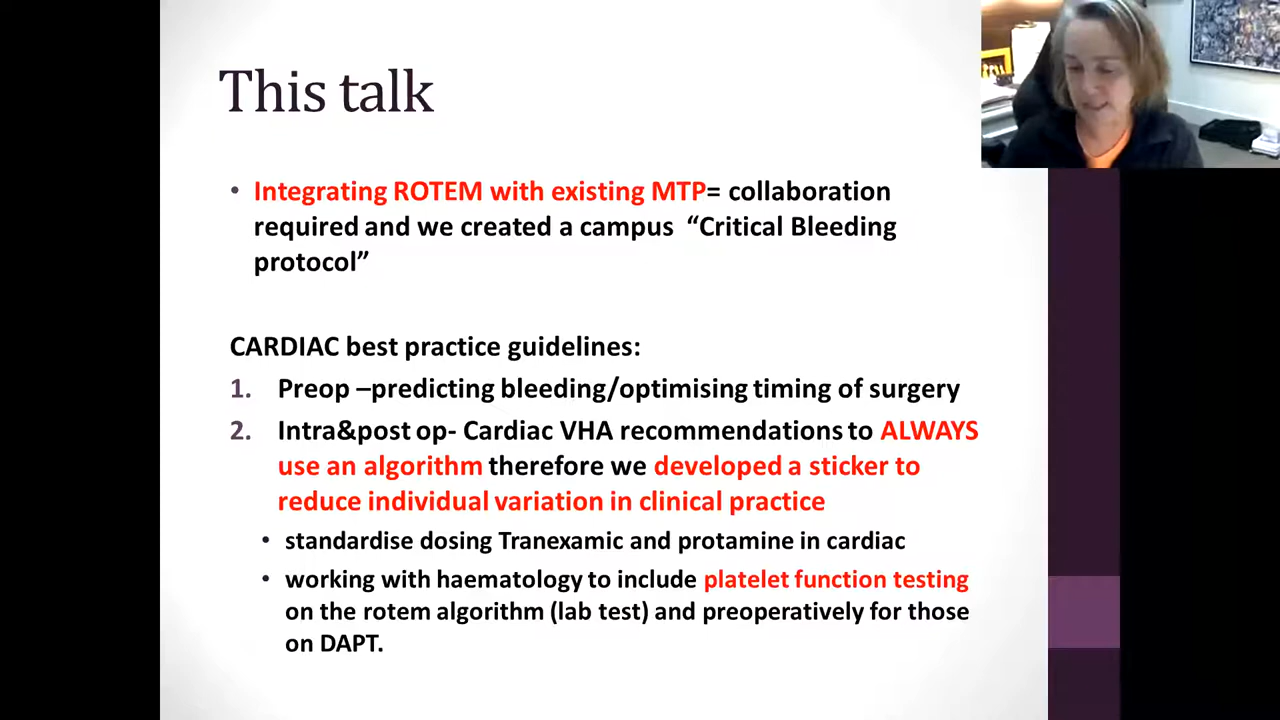 This talk
• Integrating ROTEM with existing MTP= collaboration
required and we created a campus “Critical Bleeding
protocol”
CARDIAC best practice guidelines:
1. Preop –predicting bleeding/optimising timing of surgery
2. Intra&post op- Cardiac VHA recommendations to ALWAYS
use an algorithm therefore we developed a sticker to
reduce individual variation in clinical practice
• standardise dosing Tranexamic and protamine in cardiac
• working with haematology to include platelet function testing
on the rotem algorithm (lab test) and preoperatively for those
on DAPT.